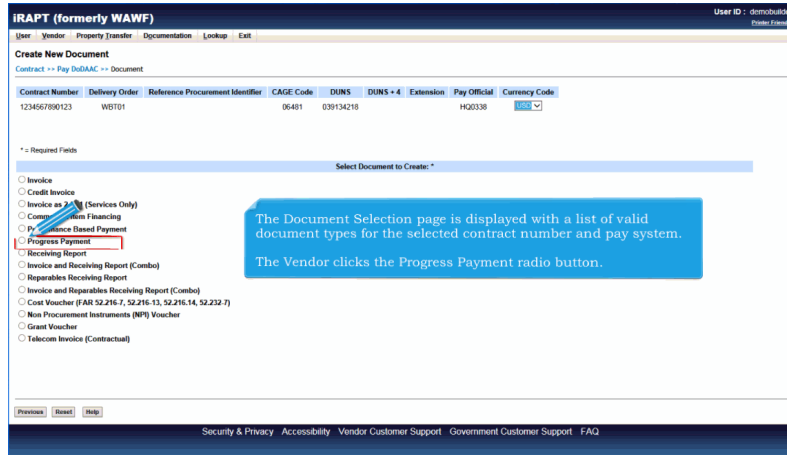 iRAPT (formerly WAWF)
User ID : demobuilde
Printer Frien
User Vendor Property Transfer Documentation Lookup Exit
Create New Document
Contract >> Pay DoDAAC >> Document
Contract Number Delivery Order Reference Procurement Identifier CAGE Code DUNS DUNS + 4 Extension Pay Official Currency Code
1234567890123 WBT01 06481 039134218 HQ0338 USD
* = Required Fields
Select Document to Create: *
Invoice
Credit Invoice
Invoice as (Services Only)
Financing
Based Payment
Progress Payment
Receiving Report
Invoice and Receiving Report (Combo)
Reparables Receiving Report
Invoice and Reparables Receiving Report (Combo)
Cost Voucher (FAR 52.216-7, 52.216-13, 52.216.14, 52.232-7)
Non Procurement Instruments (NPI) Voucher
Grant Voucher
Telecom Invoice (Contractual)
The Document Selection page is displayed with a list of valid
document types for the selected contract number and pay system.
The Vendor clicks the Progress Payment radio button.
Previous Reset Help
Security & Privacy Accessibility Vendor Customer Support Government Customer Support FAQ